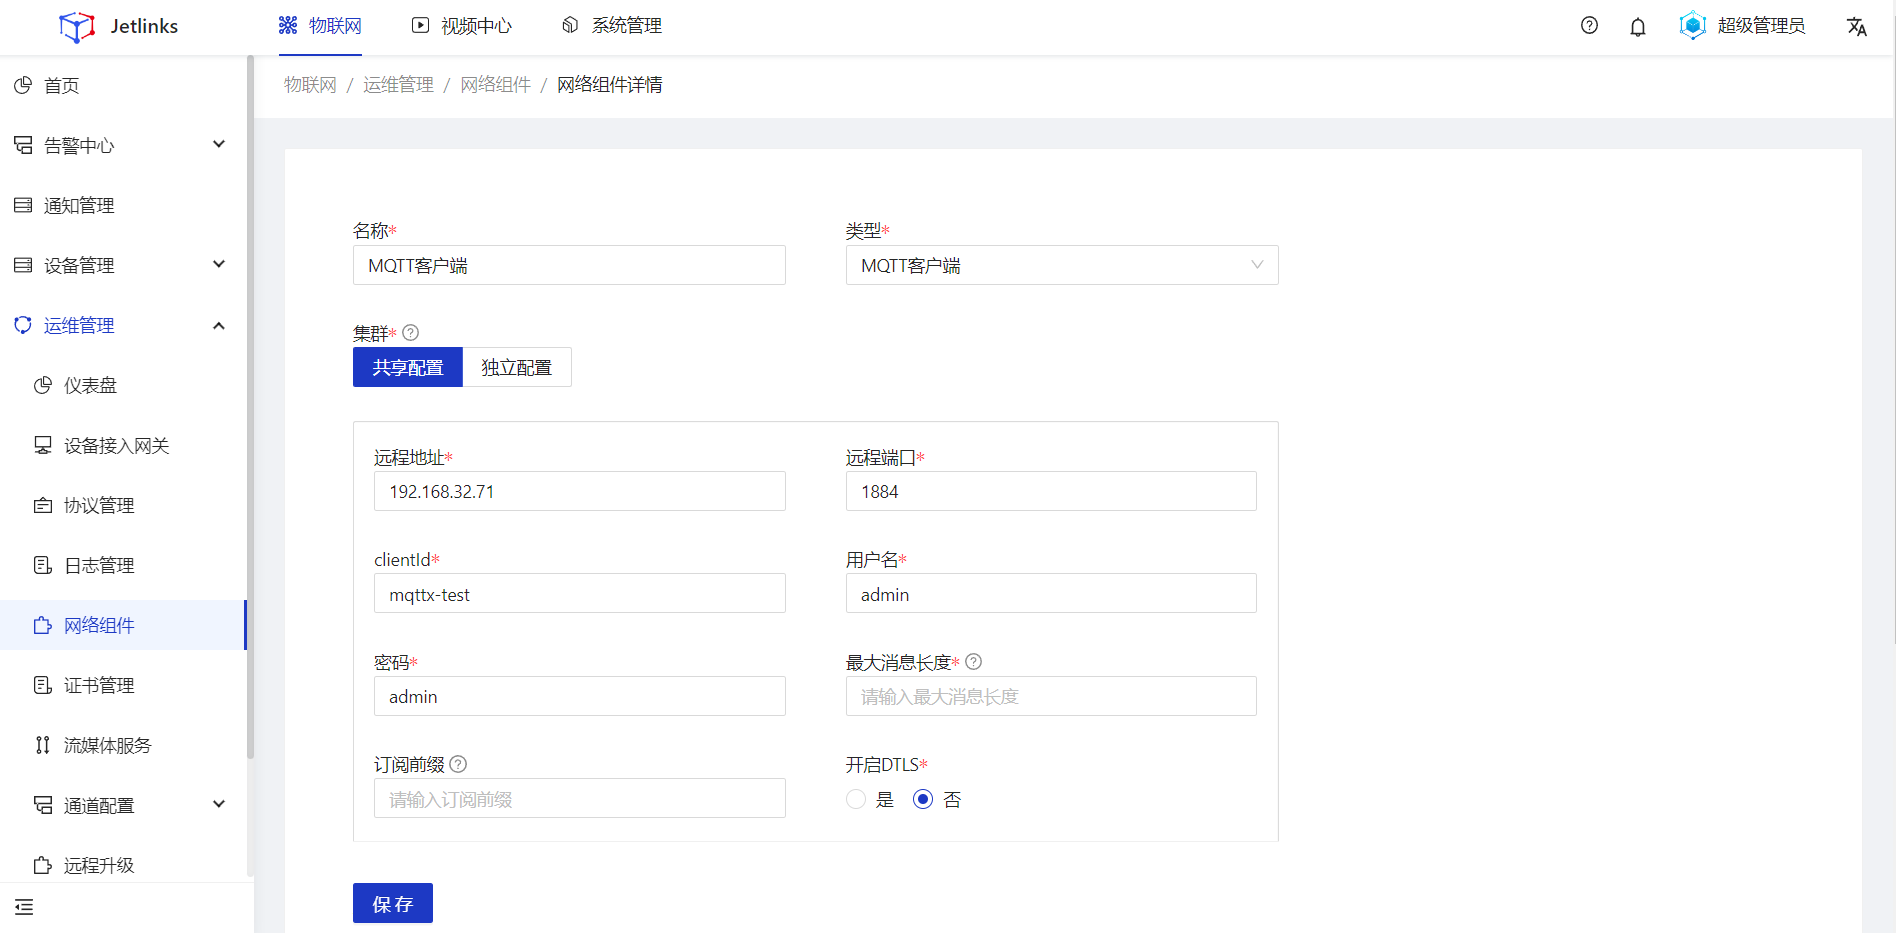 Jetlinks
物联网
视频中心
系统管理
超级管理员
首页
告警中心
通知管理
设备管理
运维管理
仪表盘
设备接入网关
协议管理
日志管理
网络组件
证书管理
流媒体服务
通道配置
远程升级
物联网 / 运维管理 / 网络组件 / 网络组件详情
名称*
MQTT客户端
类型*
MQTT客户端
集群*
共享配置
独立配置
远程地址*
192.168.32.71
远程端口*
1884
clientId*
mqttx-test
用户名*
admin
密码*
admin
最大消息长度*
请输入最大消息长度
订阅前缀
请输入订阅前缀
开启DTLS*
是
否
保存